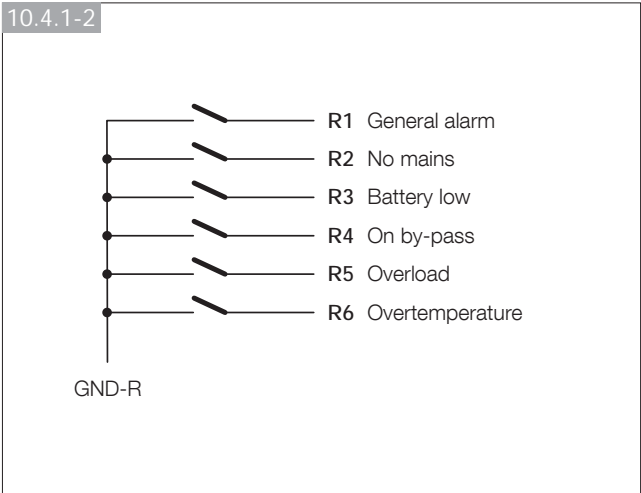 10.4.1-2
R1 General alarm
R2 No mains
R3 Battery low
R4 On by-pass
R5 Overload
R6 Overtemperature
GND-R